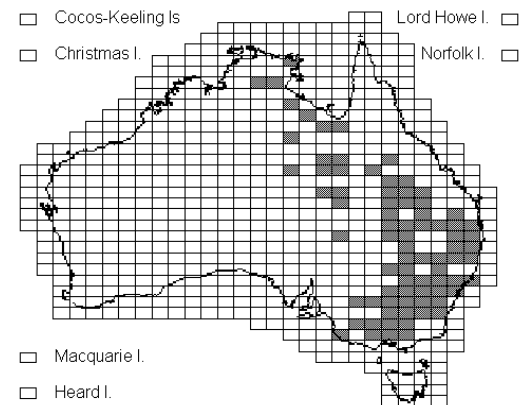 Cocos-Keeling Is
Lord Howe I.
Christmas I.
Norfolk I.
Macquarie I.
Heard I.